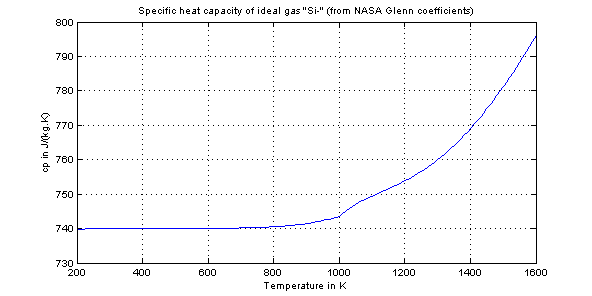 Specific heat capacity of ideal gas "Si-" (from NASA Glenn coefficients)
800
790
780
770
760
750
740
730
cp in J/(kg.K)
200 400 600 800 1000 1200 1400 1600
Temperature in K